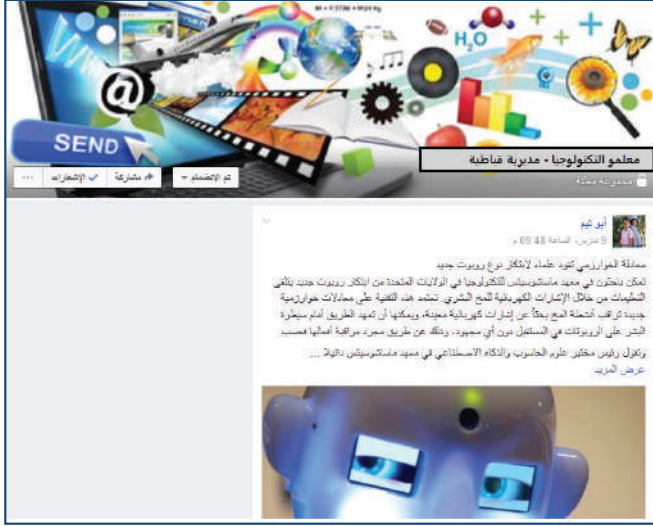 H₂O
@
SEND
معلمو التكنولوجيا - مديرية قباطية
مجموعة مغلقة
تم الانضمام
مشاركة
الإشعارات
...
أبو تيم
9 مارس، الساعة 09:48 م
معادلة الخوارزمي تقود علماء لابتكار نوع روبوت جديد
تمكن باحثون في معهد ماساتشوسيتس للتكنولوجيا في الولايات المتحدة من ابتكار روبوت جديد يتلقى
التعليمات من خلال الإشارات الكهربائية للمخ البشري. تعتمد هذه التقنية على معادلات خوارزمية
جديدة تراقب أنشطة المخ بحثاً عن إشارات كهربائية معينة، ويمكنها أن تمهد الطريق أمام سيطرة
البشر على الروبوتات في المستقبل دون أي مجهود، وذلك عن طريق مجرد مراقبة أفعالها فحسب.
وتقول رئيس مختبر علوم الحاسوب والذكاء الاصطناعي في معهد ماساتشوسيتس دانيلا ...
عرض المزيد